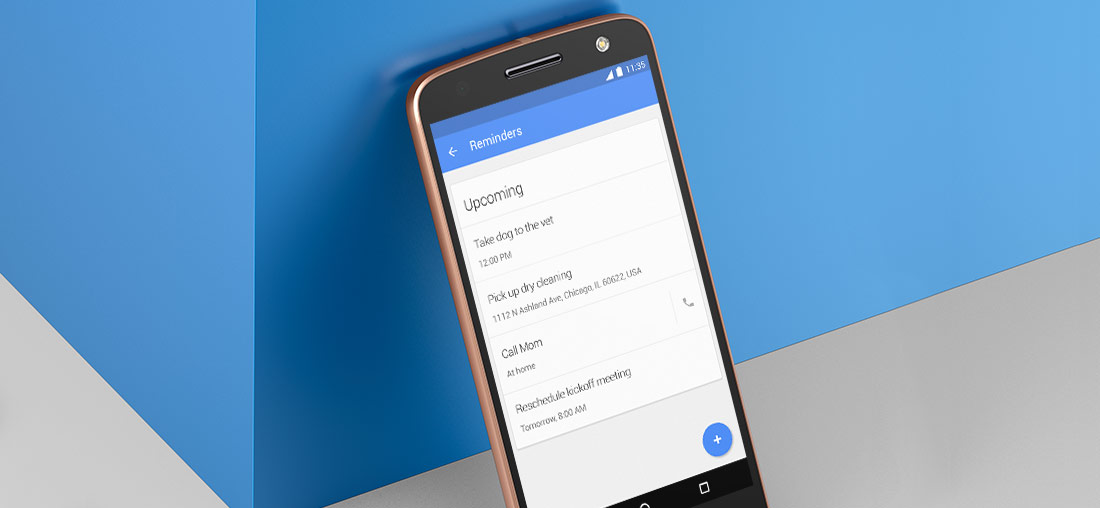 11:35
Reminders
Upcoming
Take dog to the vet
12:00 PM
Pick up dry cleaning
1112 N Ashland Ave, Chicago, IL 60622, USA
Call Mom
At home
Reschedule kickoff meeting
Tomorrow, 8:00 AM